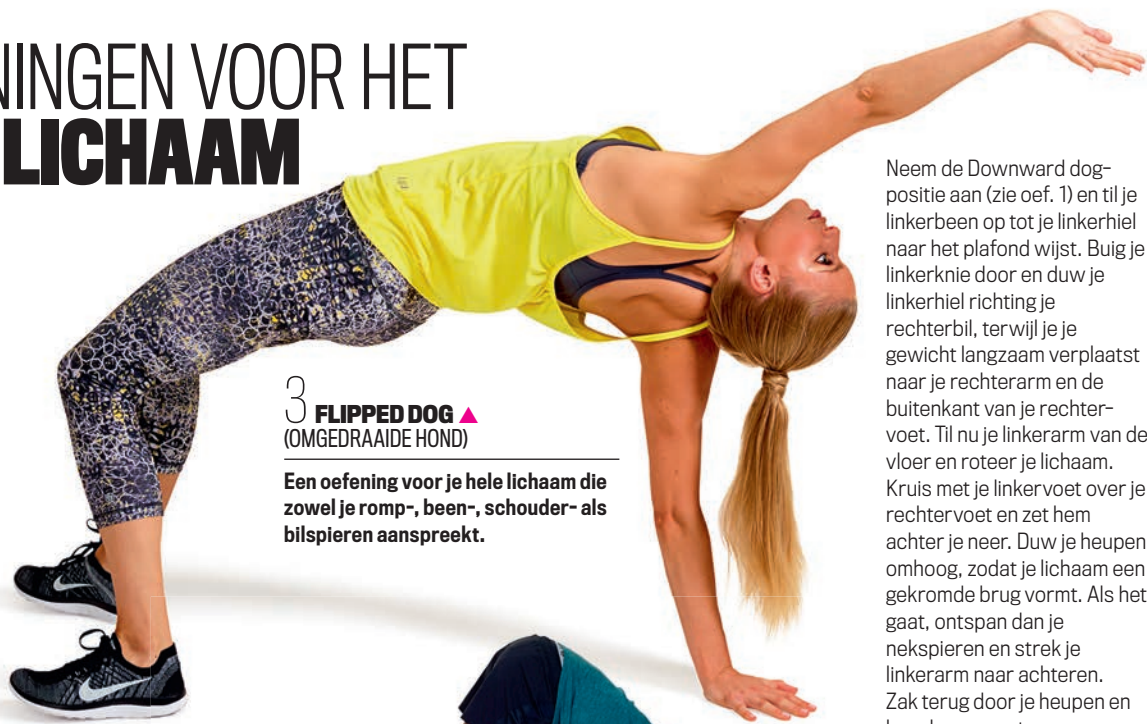 NINGEN VOOR HET
LICHAAM
3 FLIPPED DOG ▲
(OMGEDRAAIDE HOND)
Een oefening voor je hele lichaam die
zowel je romp-, been-, schouder- als
bilspieren aanspreekt.
Neem de Downward dog-
positie aan (zie oef. 1) en til je
linkerbeen op tot je linkerhiel
naar het plafond wijst. Buig je
linkerknie door en duw je
linkerhiel richting je
rechterbil, terwijl je je
gewicht langzaam verplaatst
naar je rechterarm en de
buitenkant van je rechter-
voet. Til nu je linkerarm van de
vloer en roteer je lichaam.
Kruis met je linkervoet over je
rechtervoet en zet hem
achter je neer. Duw je heupen
omhoog, zodat je lichaam een
gekromde brug vormt. Als het
gaat, ontspan dan je
nekspieren en strek je
linkerarm naar achteren.
Zak terug door je heupen en